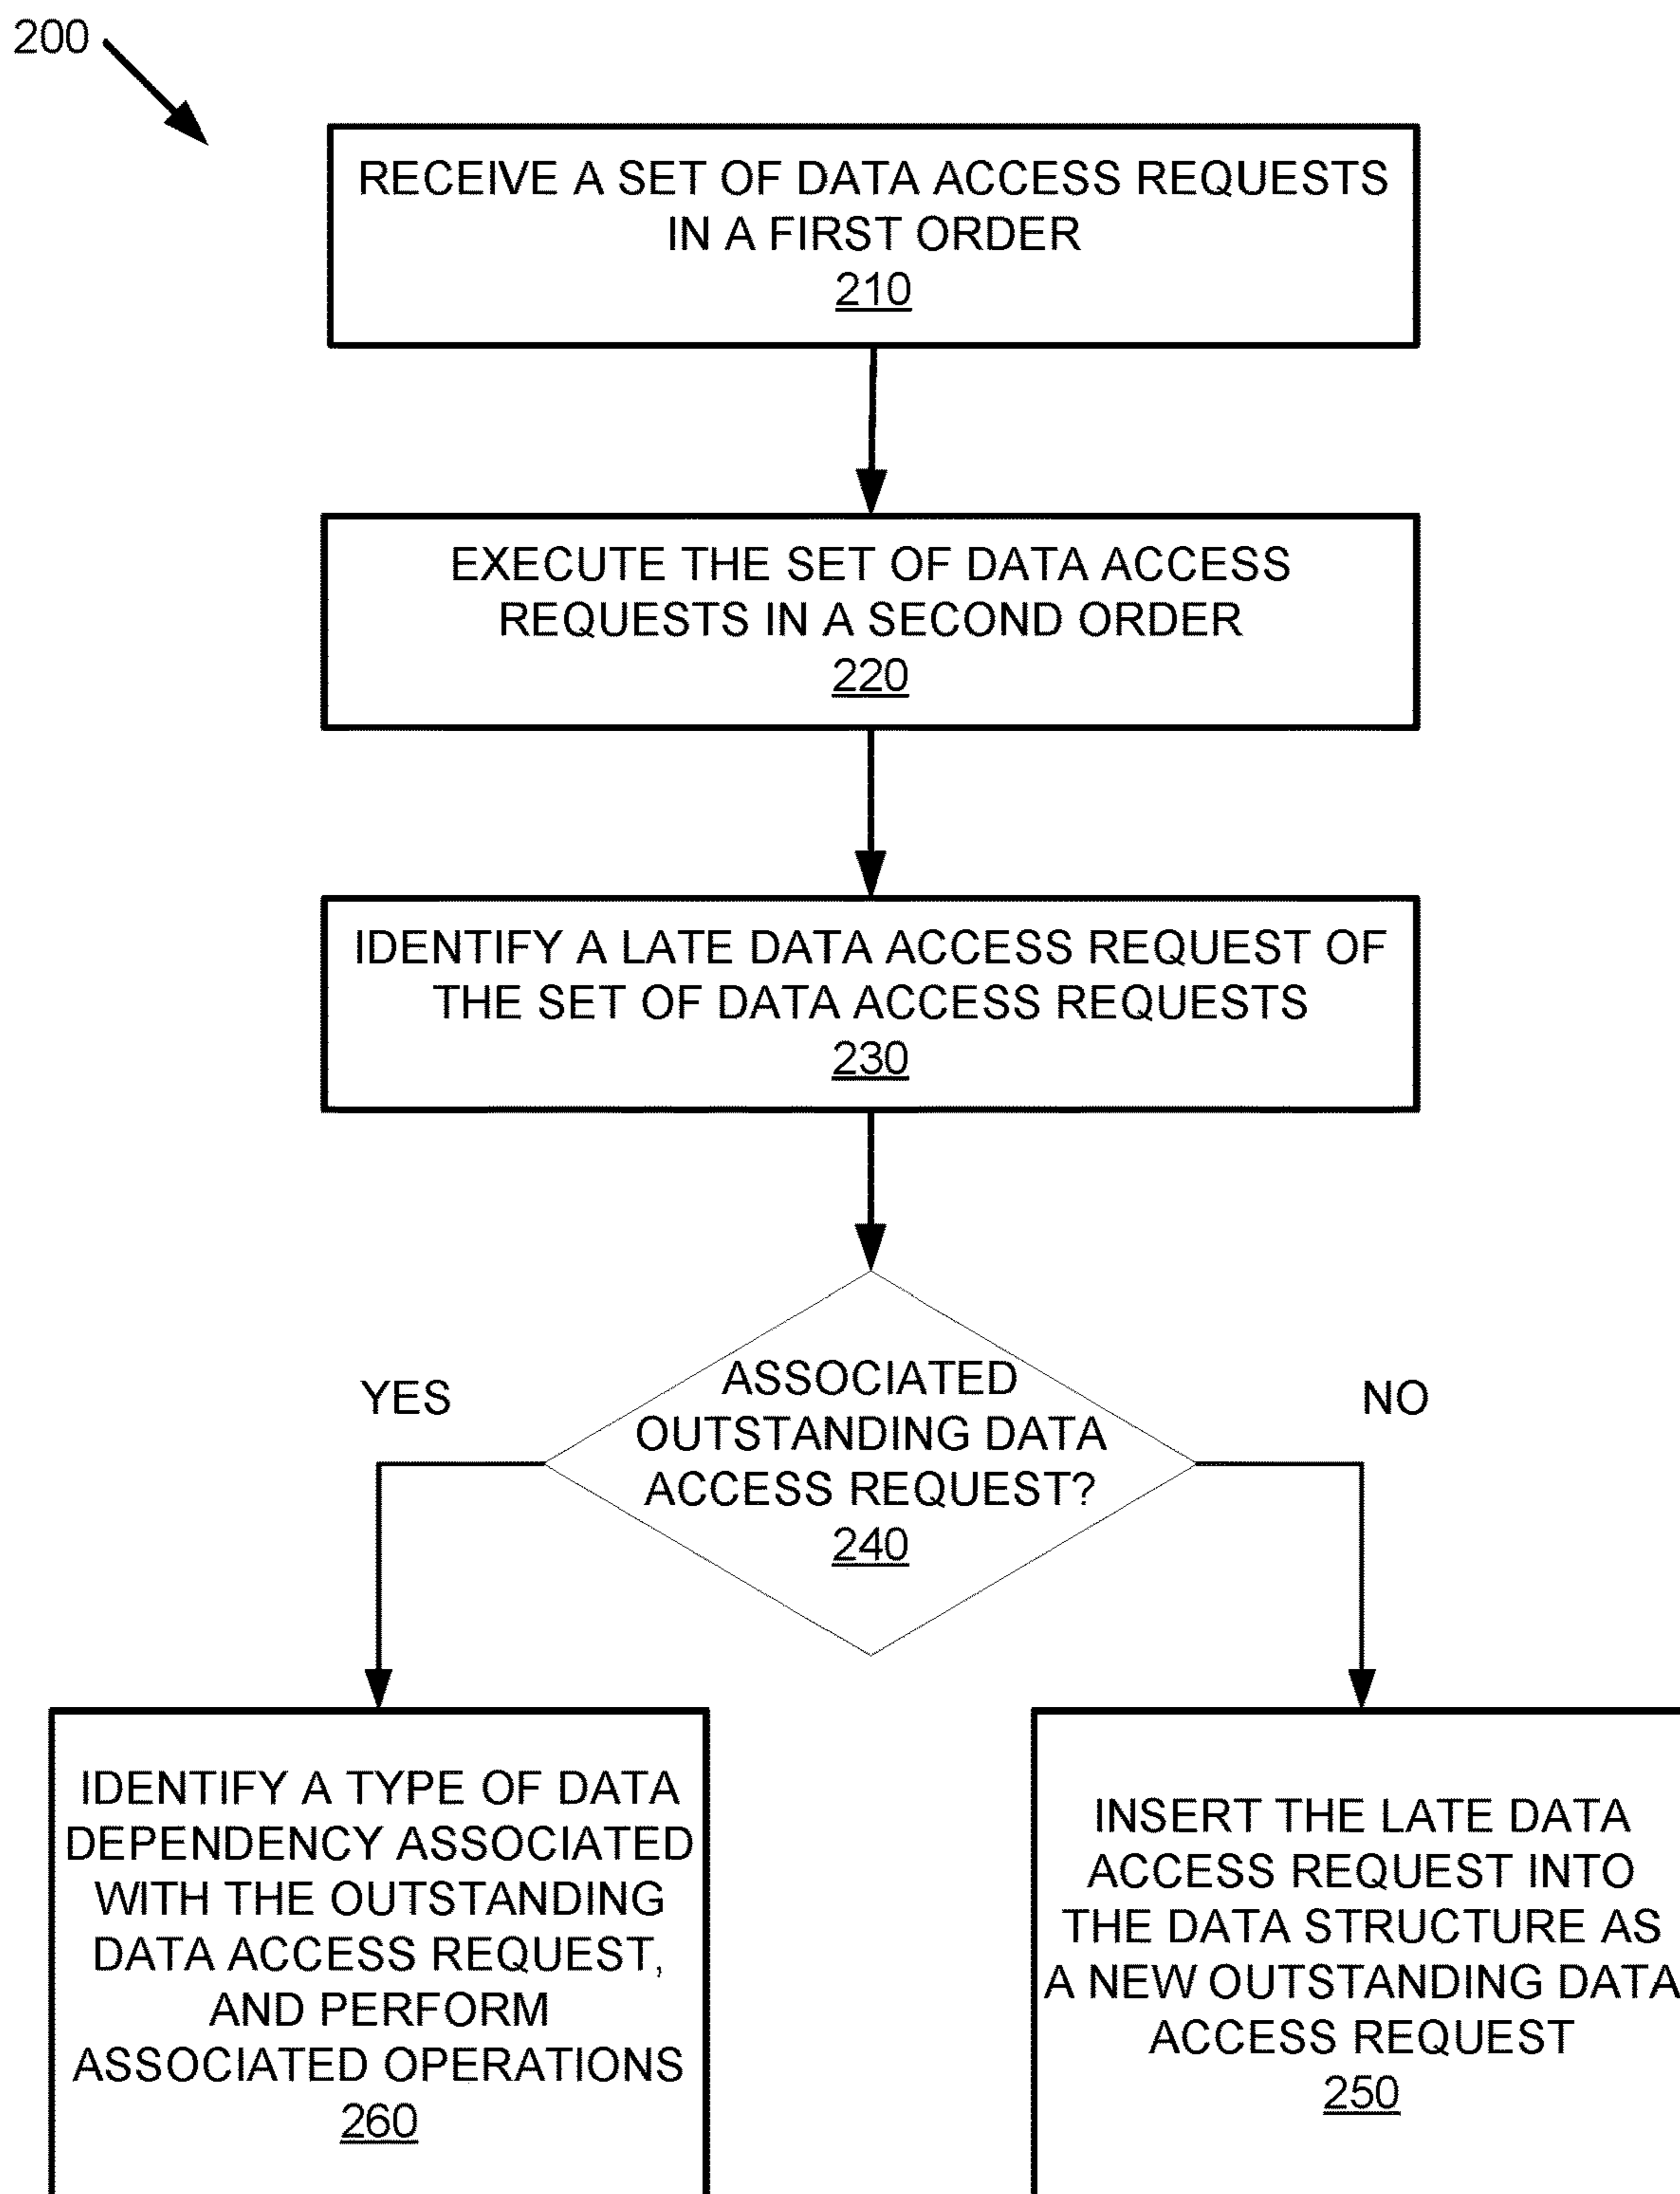 200
RECEIVE A SET OF DATA ACCESS REQUESTS
IN A FIRST ORDER
210
EXECUTE THE SET OF DATA ACCESS
REQUESTS IN A SECOND ORDER
220
IDENTIFY A LATE DATA ACCESS REQUEST OF
THE SET OF DATA ACCESS REQUESTS
230
ASSOCIATED
OUTSTANDING DATA
ACCESS REQUEST?
240
YES
NO
IDENTIFY A TYPE OF DATA
DEPENDENCY ASSOCIATED
WITH THE OUTSTANDING
DATA ACCESS REQUEST,
AND PERFORM
ASSOCIATED OPERATIONS
260
INSERT THE LATE DATA
ACCESS REQUEST INTO
THE DATA STRUCTURE AS
A NEW OUTSTANDING DATA
ACCESS REQUEST
250